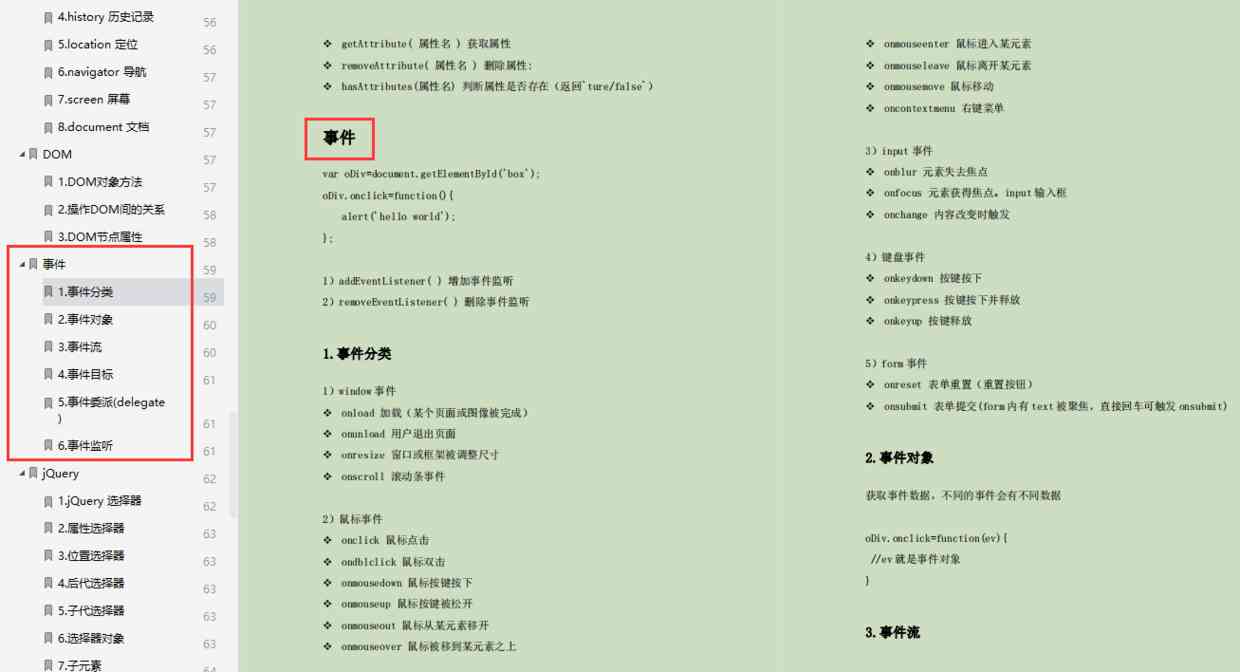 4.history 历史记录 56
5.location 定位 56
6.navigator 导航 57
7.screen 屏幕 57
8.document 文档 57
DOM 57
1.DOM对象方法 57
2.操作DOM间的关系 58
3.DOM节点属性 58
事件 59
1.事件分类 59
2.事件对象 60
3.事件流 60
4.事件目标 61
5.事件委派(delegate
) 61
6.事件监听 61
jQuery 62
1.jQuery 选择器 62
2.属性选择器 63
3.位置选择器 63
4.后代选择器 63
5.子代选择器 63
6.选择器对象 63
7.子元素 64
❖ getAttribute( 属性名 ) 获取属性
❖ removeAttribute( 属性名 ) 删除属性;
❖ hasAttributes(属性名) 判断属性是否存在（返回`ture/false`）
事件
var oDiv=document.getElementById('box');
oDiv.onclick=function(){
alert('hello world');
};
1）addEventListener( ) 增加事件监听
2）removeEventListener( ) 删除事件监听
1.事件分类
1）window 事件
❖ onload 加载（某个页面或图像被完成）
❖ onunload 用户退出页面
❖ onresize 窗口或框架被调整尺寸
❖ onscroll 滚动条事件
2）鼠标事件
❖ onclick 鼠标点击
❖ ondblclick 鼠标双击
❖ onmousedown 鼠标按键按下
❖ onmouseup 鼠标按键被松开
❖ onmouseout 鼠标从某元素移开
❖ onmouseover 鼠标被移到某元素之上
❖ onmouseenter 鼠标进入某元素
❖ onmouseleave 鼠标离开某元素
❖ onmousemove 鼠标移动
❖ oncontextmenu 右键菜单
3）input 事件
❖ onblur 元素失去焦点
❖ onfocus 元素获得焦点。input 输入框
❖ onchange 内容改变时触发
4）键盘事件
❖ onkeydown 按键按下
❖ onkeypress 按键按下并释放
❖ onkeyup 按键释放
5）form 事件
❖ onreset 表单重置（重置按钮）
❖ onsubmit 表单提交(form 内有 text 被聚焦，直接回车可触发 onsubmit)
2.事件对象
获取事件数据，不同的事件会有不同数据
oDiv.onclick=function(ev){
//ev 就是事件对象
}
3.事件流